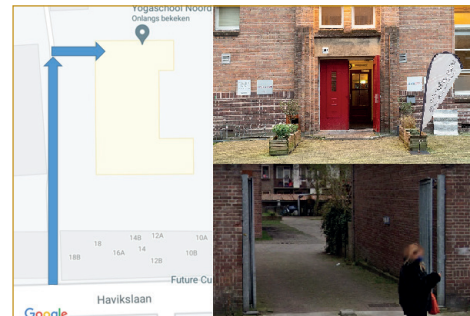 Yogaschool Noord
Onlangs bekeken
14B
12A
10A
18
16A
14
10B
18B
12B
Future Cu
Havikslaan
Google